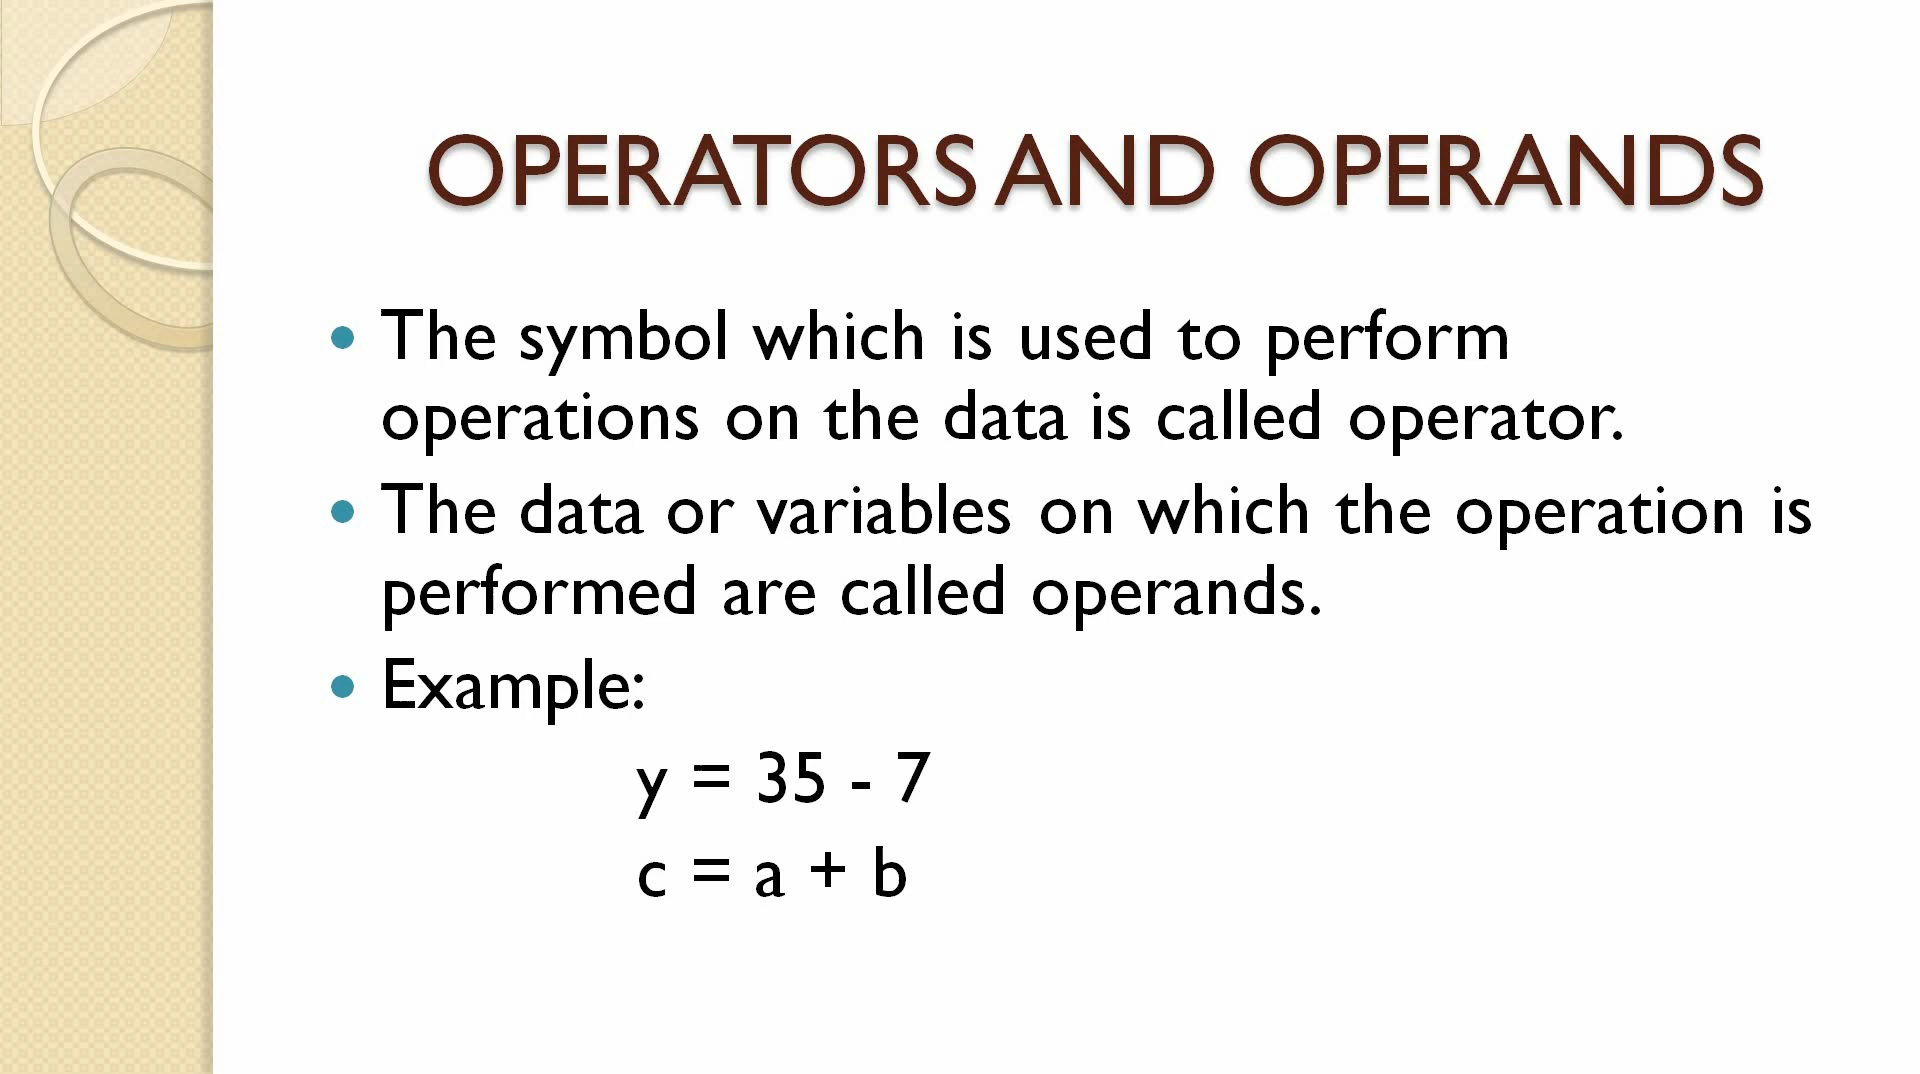 OPERATORS AND OPERANDS
• The symbol which is used to perform
operations on the data is called operator.
• The data or variables on which the operation is
performed are called operands.
• Example:
y = 35 - 7
c = a + b